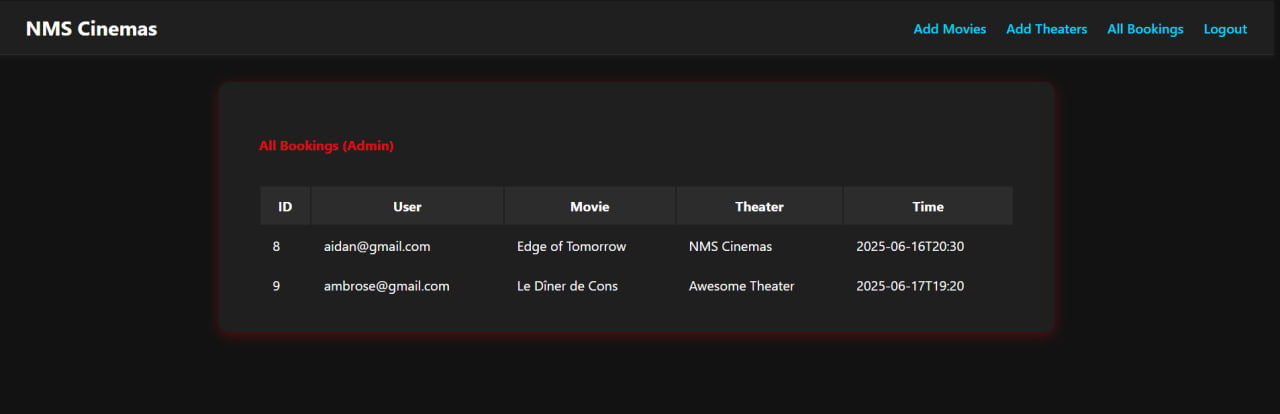 NMS Cinemas Add Movies Add Theaters All Bookings Logout
All Bookings (Admin)
ID User Movie Theater Time
8 aidan@gmail.com Edge of Tomorrow NMS Cinemas 2025-06-16T20:30
9 ambrose@gmail.com Le Dîner de Cons Awesome Theater 2025-06-17T19:20